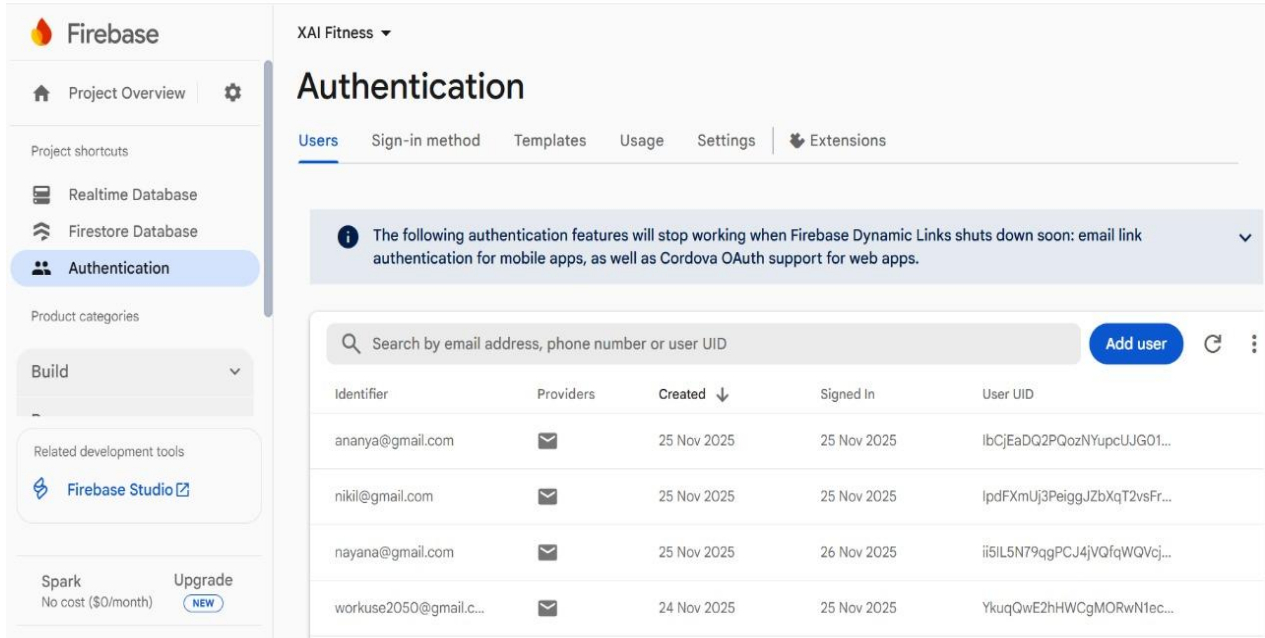 Firebase
XAI Fitness
Authentication
Project Overview
Users Sign-in method Templates Usage Settings Extensions
Project shortcuts
Realtime Database
Firestore Database
Authentication
The following authentication features will stop working when Firebase Dynamic Links shuts down soon: email link
authentication for mobile apps, as well as Cordova OAuth support for web apps.
Product categories
Build
Related development tools
Firebase Studio
Spark Upgrade
No cost ($0/month) NEW
Search by email address, phone number or user UID Add user
Identifier Providers Created Signed In User UID
ananya@gmail.com 25 Nov 2025 25 Nov 2025 IbCjEaDQ2PQozNYupcUJG01...
nikil@gmail.com 25 Nov 2025 25 Nov 2025 IpdFXmUj3PeiggJZbXqT2vsFr...
nayana@gmail.com 25 Nov 2025 26 Nov 2025 ii5IL5N79qgPCJ4jVQfqWQVcj...
workuse2050@gmail.c... 24 Nov 2025 25 Nov 2025 YkuqQwE2hHWCgMORwN1ec...